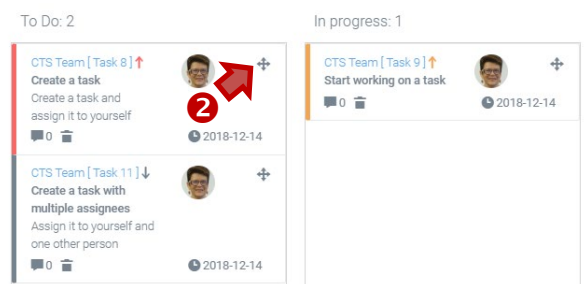 To Do: 2
CTS Team [ Task 8 ]
Create a task
Create a task and
assign it to yourself
0
2018-12-14
2
CTS Team [ Task 11 ]
Create a task with
multiple assignees
Assign it to yourself and
one other person
0
2018-12-14
In progress: 1
CTS Team [ Task 9 ]
Start working on a task
0
2018-12-14